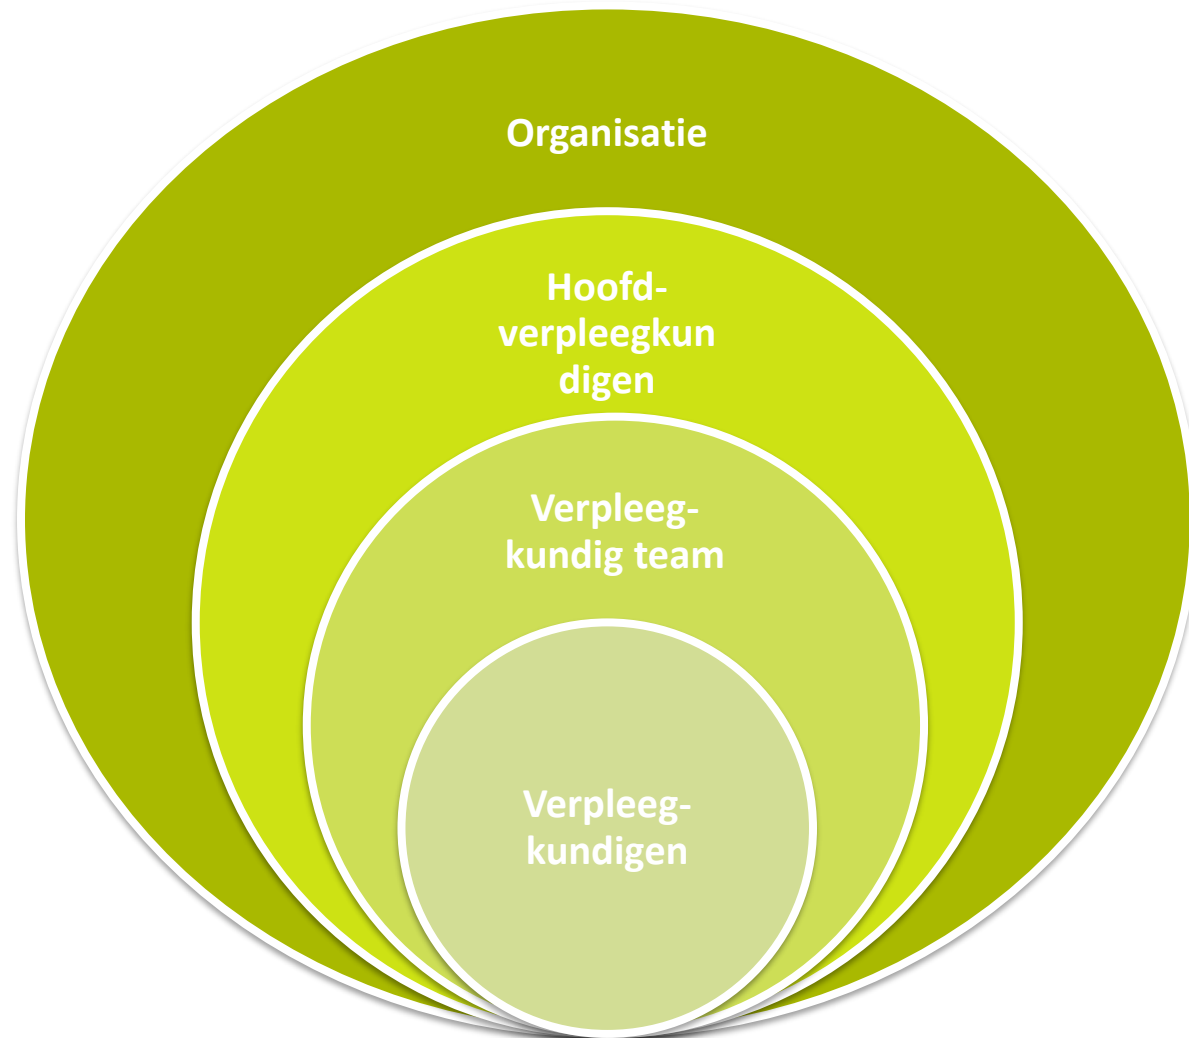 Organisatie
Hoofd-
verpleegkun
digen
Verpleeg-
kundig team
Verpleeg-
kundigen